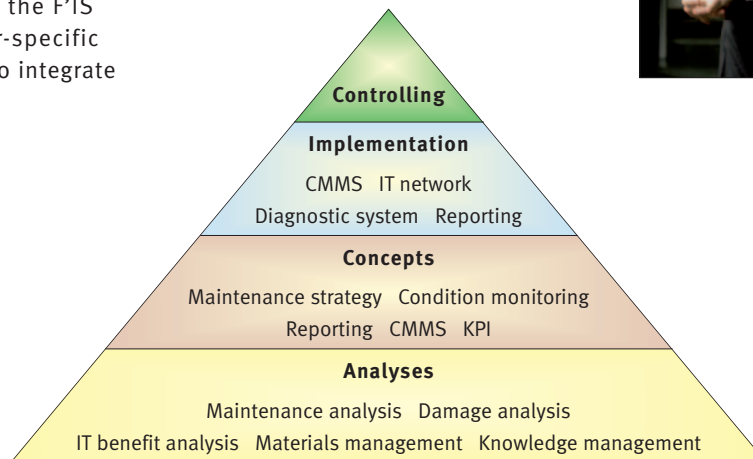 the F’IS
r-specific
o integrate
Controlling
Implementation
CMMS IT network
Diagnostic system Reporting
Concepts
Maintenance strategy Condition monitoring
Reporting CMMS KPI
Analyses
Maintenance analysis Damage analysis
IT benefit analysis Materials management Knowledge management